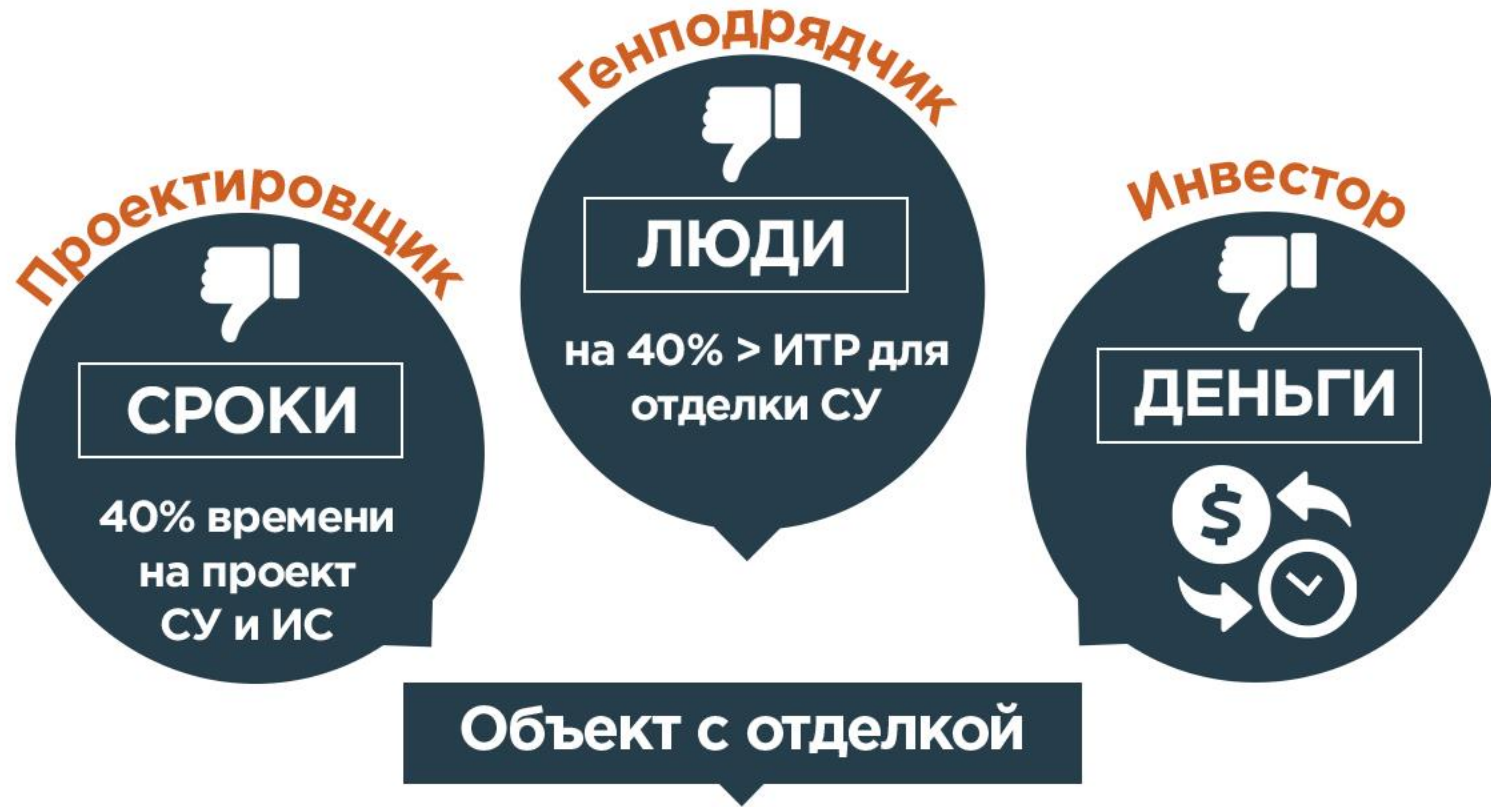 Проектировщик
СРОКИ
40% времени
на проект
СУ и ИС
Генподрядчик
ЛЮДИ
на 40% > ИТР для
отделки СУ
Инвестор
ДЕНЬГИ
$
Объект с отделкой